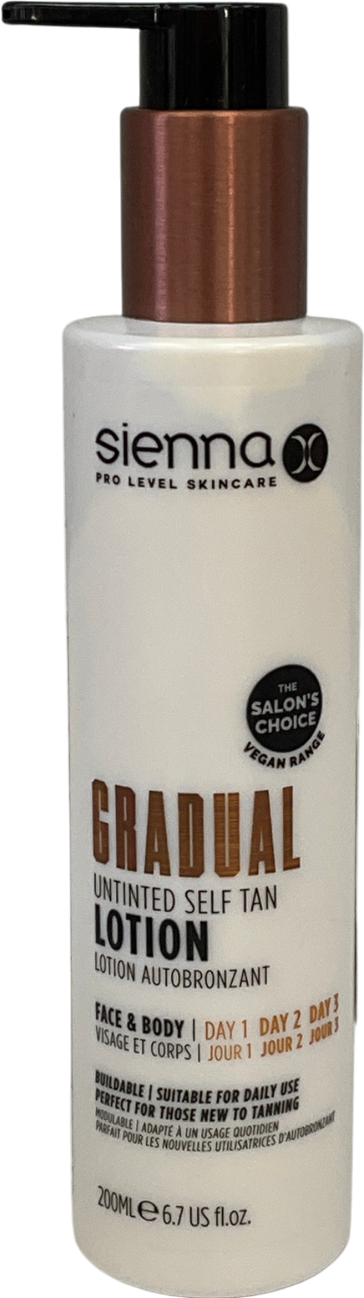 sienna X
PRO LEVEL SKINCARE
THE
SALON'S
CHOICE
VEGAN RANGE
GRADUAL
UNTINTED SELF TAN
LOTION
LOTION AUTOBRONZANT
FACE & BODY | DAY 1 DAY 2 DAY 3
VISAGE ET CORPS | JOUR 1 JOUR 2 JOUR 3
BUILDABLE | SUITABLE FOR DAILY USE
PERFECT FOR THOSE NEW TO TANNING
MODULABLE | ADAPTÉ À UN USAGE QUOTIDIEN
PARFAIT POUR LES NOUVELLES UTILISATRICES D'AUTOBRONZANT
200ML e 6.7 US fl.oz.